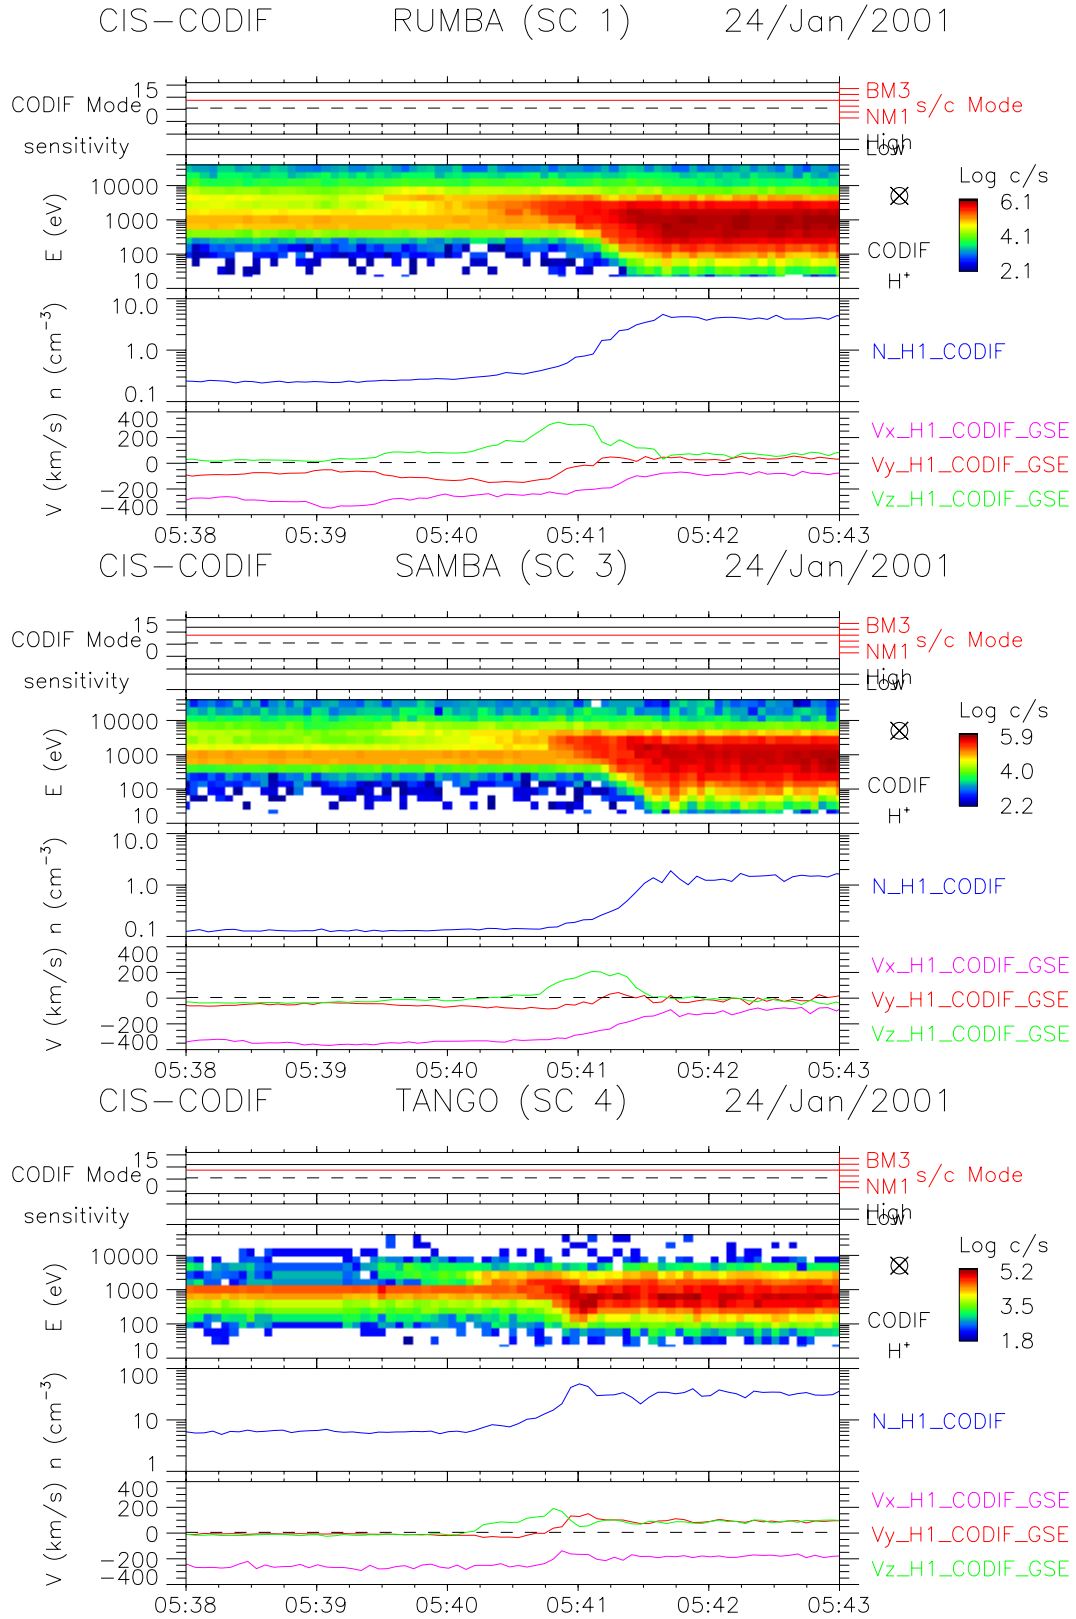 CIS-CODIF RUMBA (SC 1) 24/Jan/2001
15 BM3
CODIF Mode s/c Mode
0 NM1
High
sensitivity Low
10000 Log c/s
6.1
1000
E (eV) 4.1
100 CODIF
2.1
10 H+
10.0
n (cm-3)
1.0 N_H1_CODIF
0.1
400 Vx_H1_CODIF_GSE
200
V (km/s)
0 Vy_H1_CODIF_GSE
-200
Vz_H1_CODIF_GSE
-400
05:38 05:39 05:40 05:41 05:42 05:43
CIS-CODIF SAMBA (SC 3) 24/Jan/2001
15 BM3
CODIF Mode s/c Mode
0 NM1
High
sensitivity Low
10000 Log c/s
5.9
1000
E (eV) 4.0
100 CODIF
2.2
10 H+
10.0
n (cm-3)
1.0 N_H1_CODIF
0.1
400 Vx_H1_CODIF_GSE
200
V (km/s)
0 Vy_H1_CODIF_GSE
-200
Vz_H1_CODIF_GSE
-400
05:38 05:39 05:40 05:41 05:42 05:43
CIS-CODIF TANGO (SC 4) 24/Jan/2001
15 BM3
CODIF Mode s/c Mode
0 NM1
High
sensitivity Low
10000 Log c/s
5.2
1000
E (eV) 3.5
100 CODIF
1.8
10 H+
100
n (cm-3)
10 N_H1_CODIF
1
400 Vx_H1_CODIF_GSE
200
V (km/s)
0 Vy_H1_CODIF_GSE
-200
Vz_H1_CODIF_GSE
-400
05:38 05:39 05:40 05:41 05:42 05:43